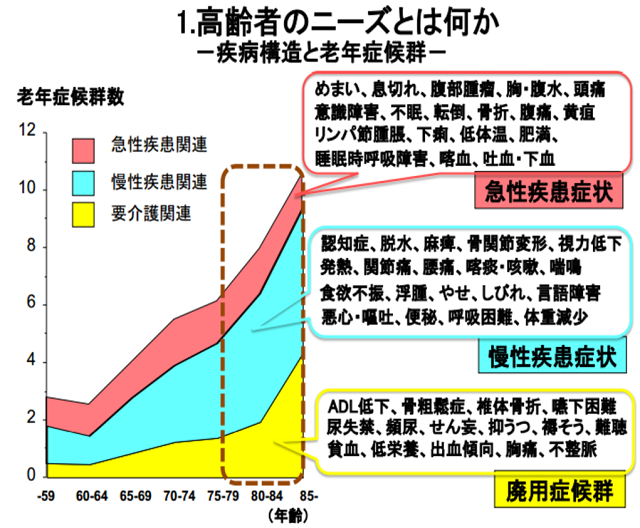 1.高齢者のニーズとは何か
－疾病構造と老年症候群－
老年症候群数
12
10
8
6
4
2
0
急性疾患関連
慢性疾患関連
要介護関連
-59
60-64
65-69
70-74
75-79
80-84
85-
（年齢）
めまい、息切れ、腹部腫瘤、胸・腹水、頭痛
意識障害、不眠、転倒、骨折、腹痛、黄疸
リンパ節腫脹、下痢、低体温、肥満、
睡眠時呼吸障害、喀血、吐血・下血
急性疾患症状
認知症、脱水、麻痺、骨関節変形、視力低下
発熱、関節痛、腰痛、喀痰・咳嗽、喘鳴
食欲不振、浮腫、やせ、しびれ、言語障害
悪心・嘔吐、便秘、呼吸困難、体重減少
慢性疾患症状
ADL低下、骨粗鬆症、椎体骨折、嚥下困難
尿失禁、頻尿、せん妄、抑うつ、褥そう、難聴
貧血、低栄養、出血傾向、胸痛、不整脈
廃用症候群